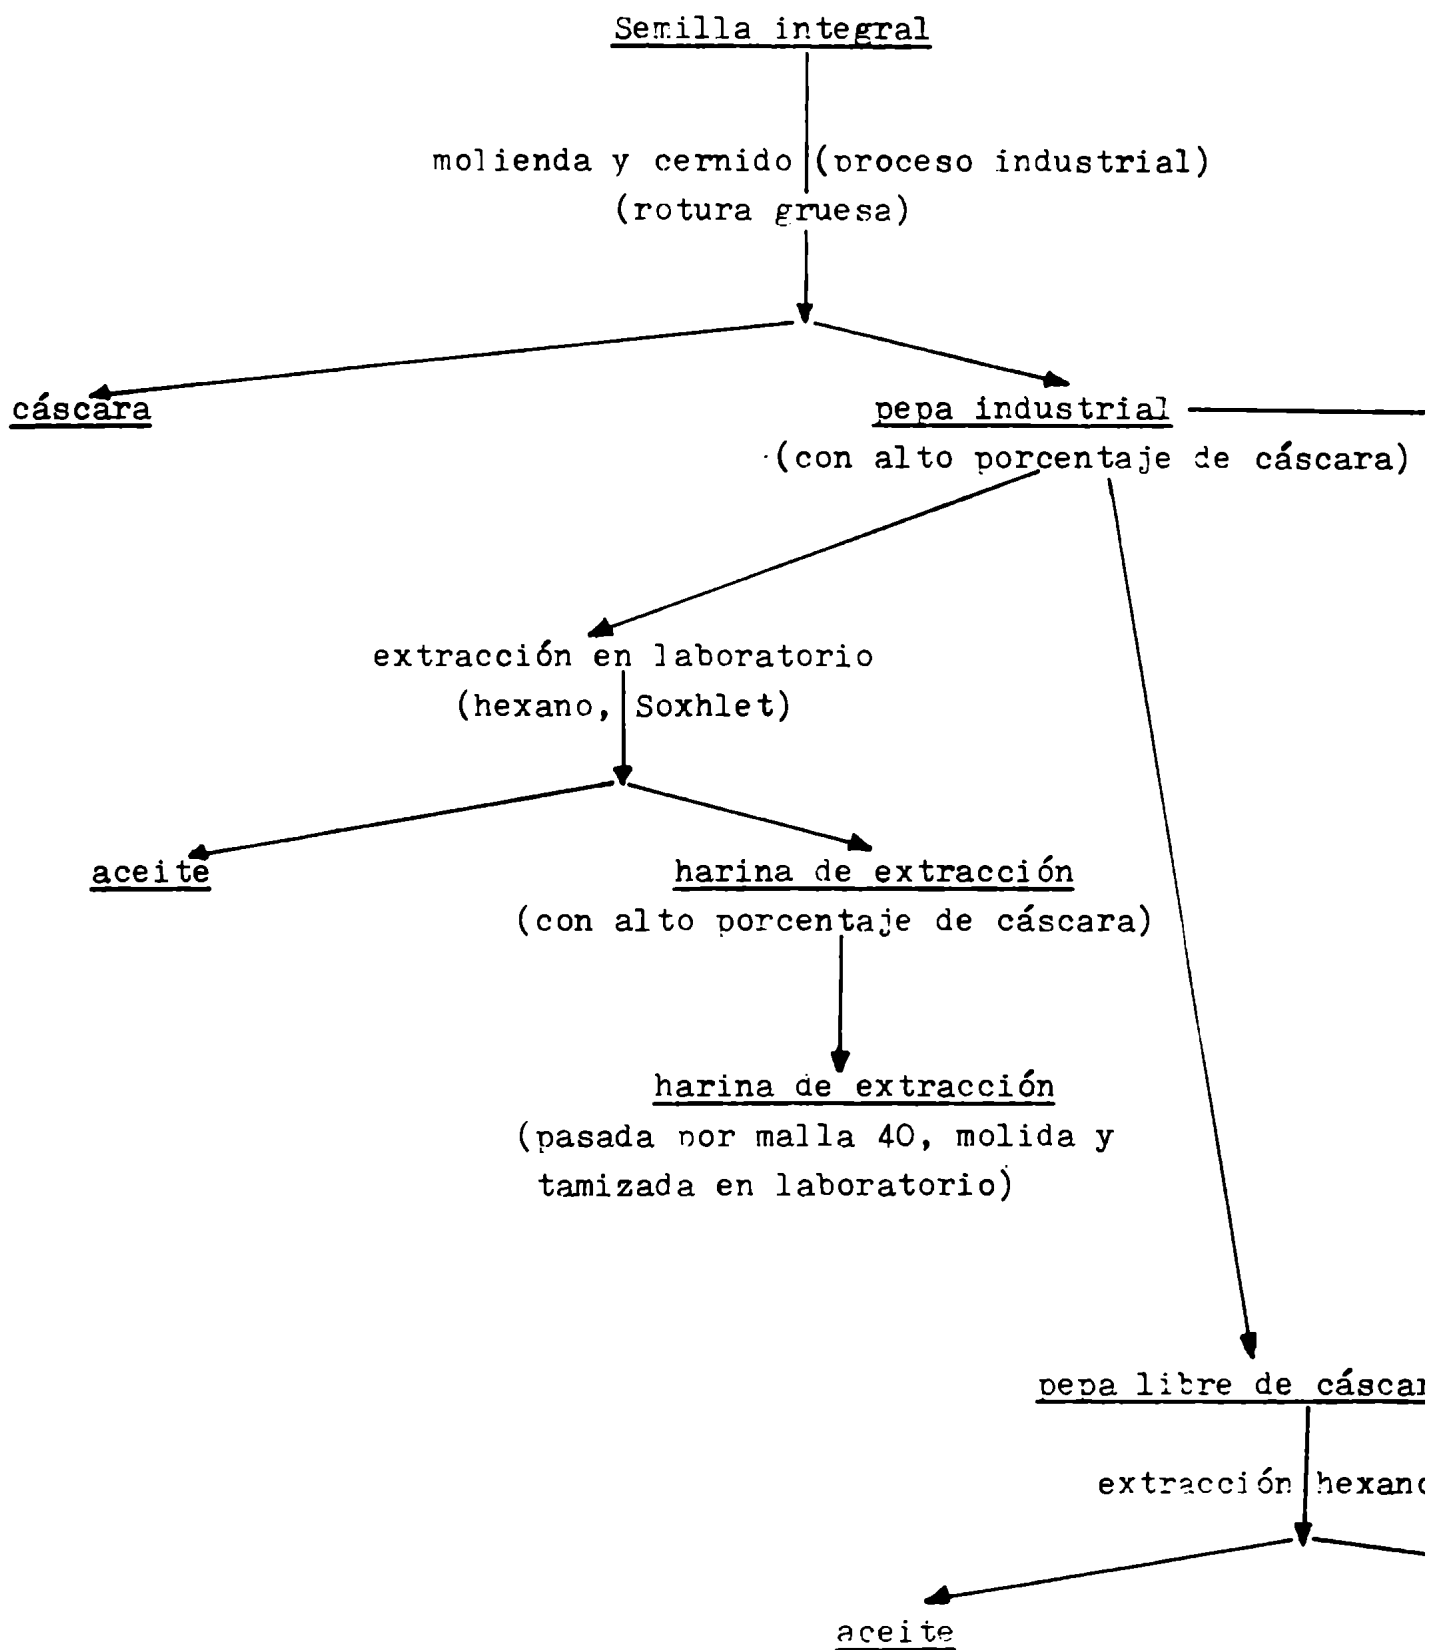 Semilla integral
molienda y cernido (proceso industrial)
(rotura gruesa)
cáscara
pepa industrial
(con alto porcentaje de cáscara)
extracción en laboratorio
(hexano, Soxhlet)
aceite
harina de extracción
(con alto porcentaje de cáscara)
harina de extracción
(pasada por malla 40, molida y
tamizada en laboratorio)
pepa libre de cáscar
extracción hexano
aceite